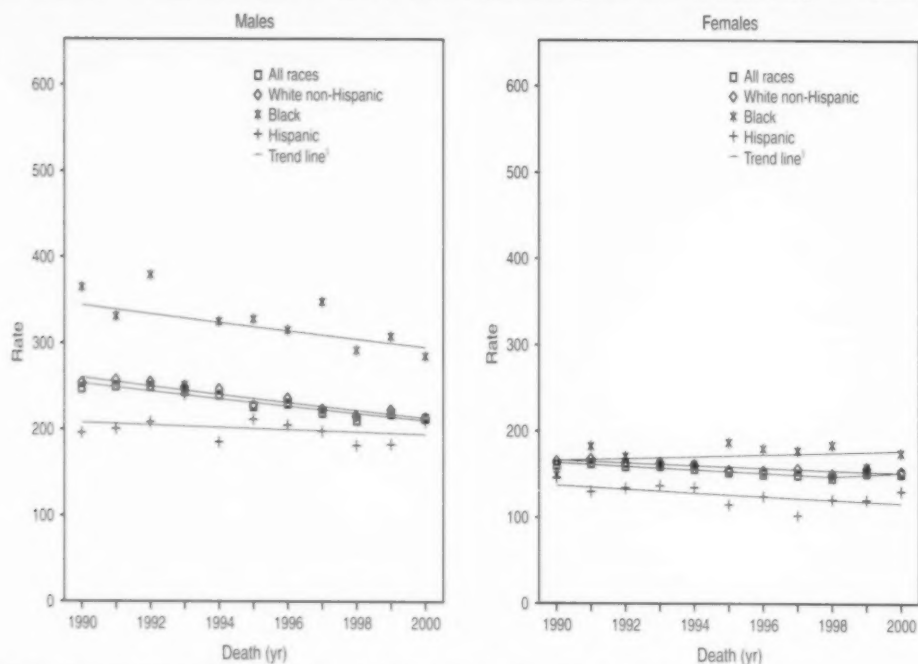 Males
600
500
400
300
200
100
0
Rate
All races
White non-Hispanic
Black
Hispanic
Trend line¹
1990 1992 1994 1996 1998 2000
Death (yr)
Females
600
500
400
300
200
100
0
Rate
All races
White non-Hispanic
Black
Hispanic
Trend line¹
1990 1992 1994 1996 1998 2000
Death (yr)